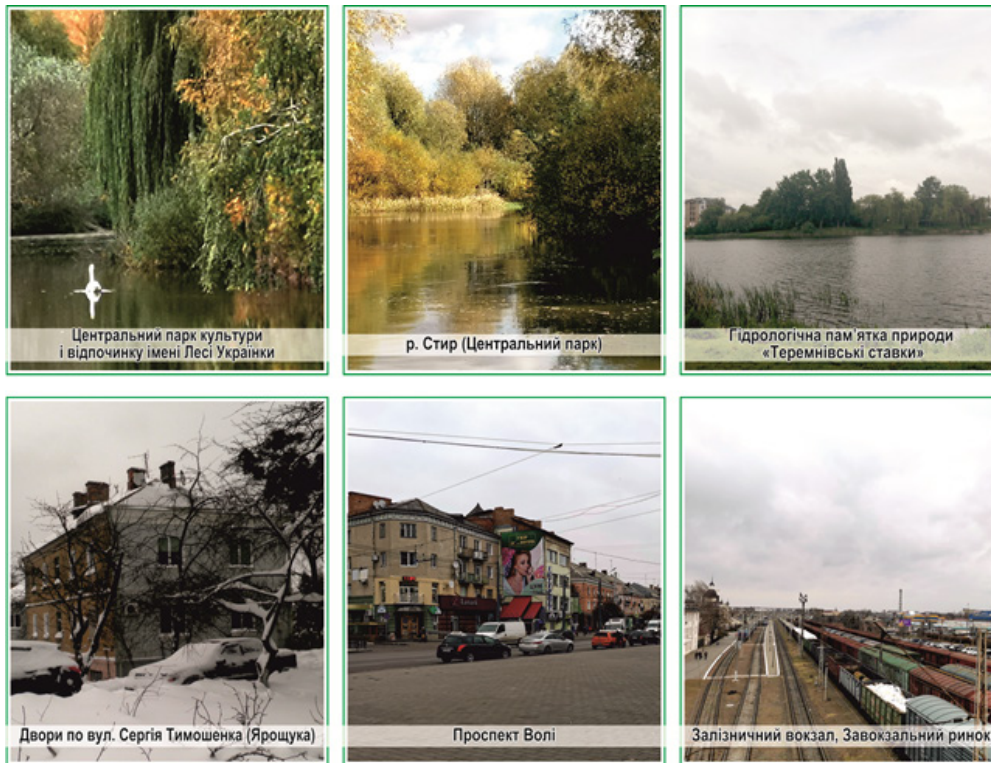 Центральний парк культури
і відпочинку імені Лесі Українки
р. Стир (Центральний парк)
Гідрологічна пам'ятка природи
«Теремнівські ставки»
Двори по вул. Сергія Тимошенка (Ярощука)
Проспект Волі
Залізничний вокзал, Завокзальний ринок